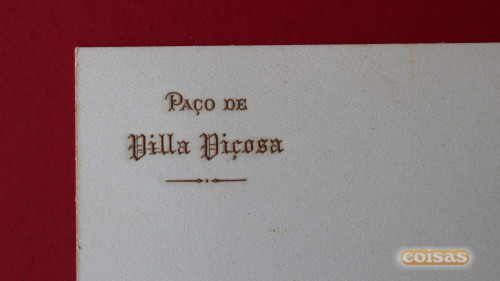 Paço de
Villa Viçosa
coisas